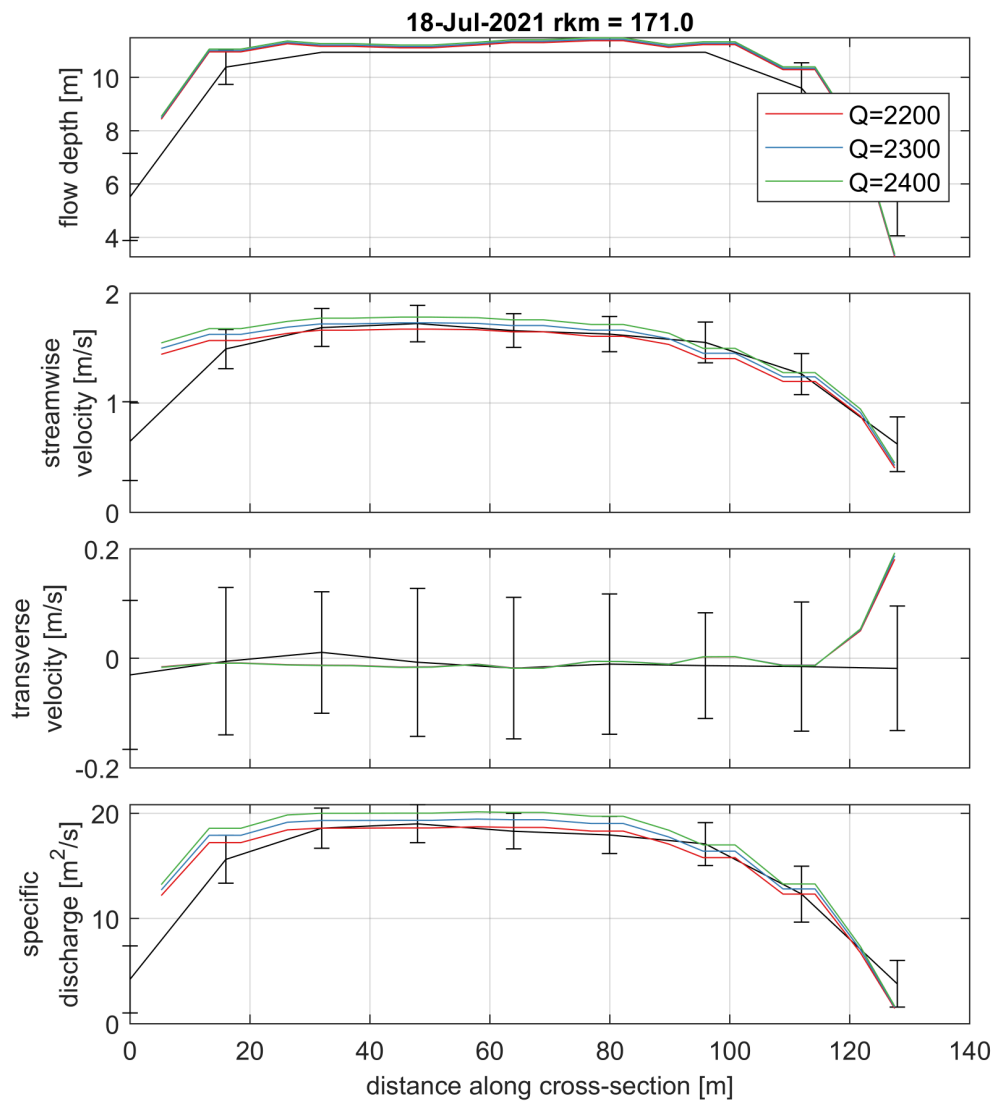 18-Jul-2021 rkm = 171.0
flow depth [m]
10
8
6
4
Q=2200
Q=2300
Q=2400
streamwise
velocity [m/s]
2
1
0
transverse
velocity [m/s]
0.2
0
-0.2
specific
discharge [m²/s]
20
10
0
0 20 40 60 80 100 120 140
distance along cross-section [m]